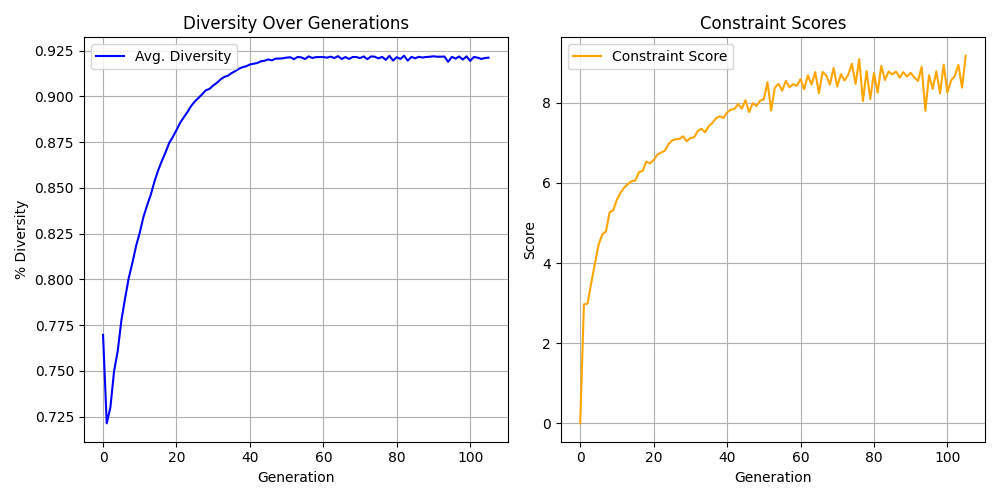 Diversity Over Generations
Avg. Diversity
% Diversity
0.925
0.900
0.875
0.850
0.825
0.800
0.775
0.750
0.725
0 20 40 60 80 100
Generation
Constraint Scores
Constraint Score
Score
8
6
4
2
0
0 20 40 60 80 100
Generation